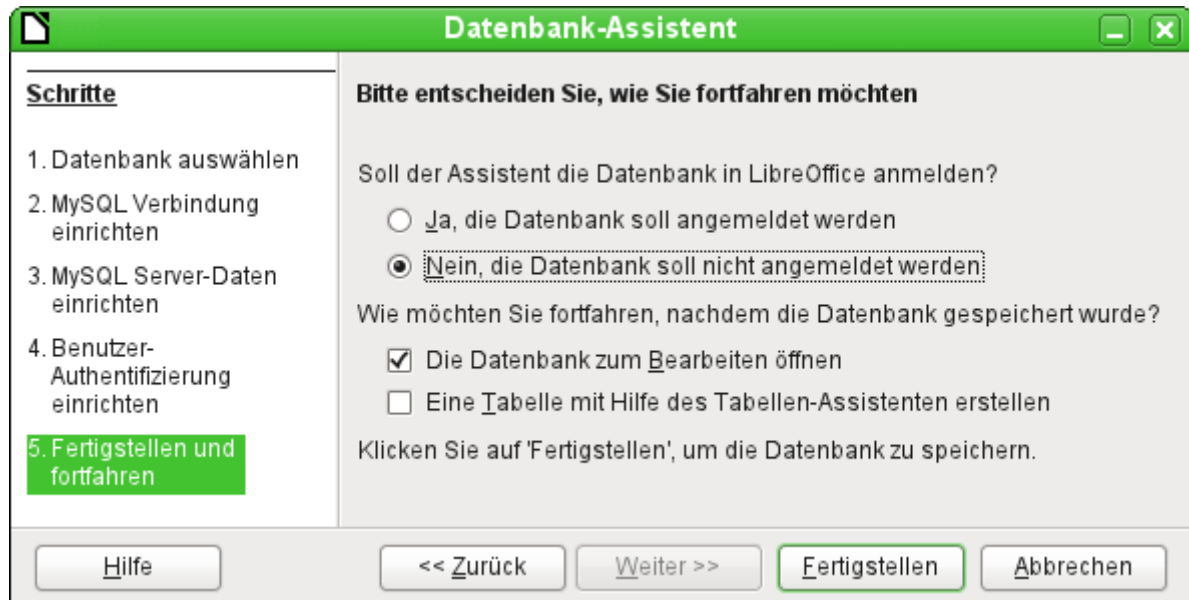 Datenbank-Assistent
Schritte
1. Datenbank auswählen
2. MySQL Verbindung
einrichten
3. MySQL Server-Daten
einrichten
4. Benutzer-
Authentifizierung
einrichten
5. Fertigstellen und
fortfahren
Bitte entscheiden Sie, wie Sie fortfahren möchten
Soll der Assistent die Datenbank in LibreOffice anmelden?
Ja, die Datenbank soll angemeldet werden
Nein, die Datenbank soll nicht angemeldet werden
Wie möchten Sie fortfahren, nachdem die Datenbank gespeichert wurde?
Die Datenbank zum Bearbeiten öffnen
Eine Tabelle mit Hilfe des Tabellen-Assistenten erstellen
Klicken Sie auf 'Fertigstellen', um die Datenbank zu speichern.
Hilfe
<< Zurück
Weiter >>
Fertigstellen
Abbrechen